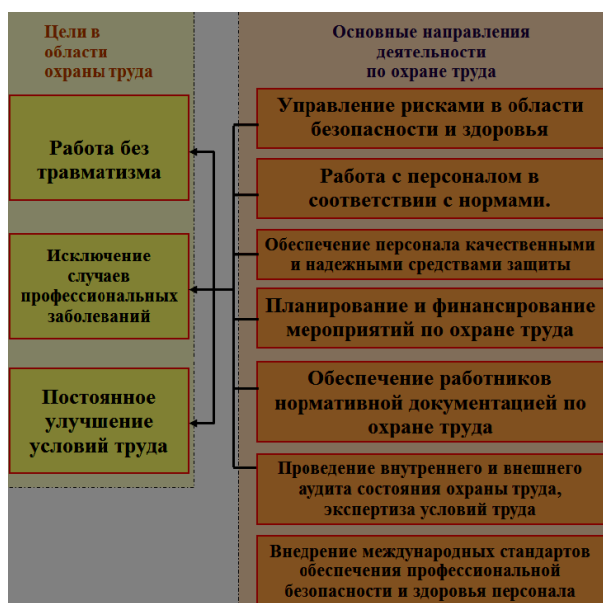 Цели в
области
охраны труда
Работа без
травматизма
Исключение
случаев
профессиональных
заболеваний
Постоянное
улучшение
условий труда
Основные направления
деятельности
по охране труда
Управление рисками в области
безопасности и здоровья
Работа с персоналом в
соответствии с нормами.
Обеспечение персонала качественными
и надежными средствами защиты
Планирование и финансирование
мероприятий по охране труда
Обеспечение работников
нормативной документацией по
охране труда
Проведение внутреннего и внешнего
аудита состояния охраны труда,
экспертиза условий труда
Внедрение международных стандартов
обеспечения профессиональной
безопасности и здоровья персонала